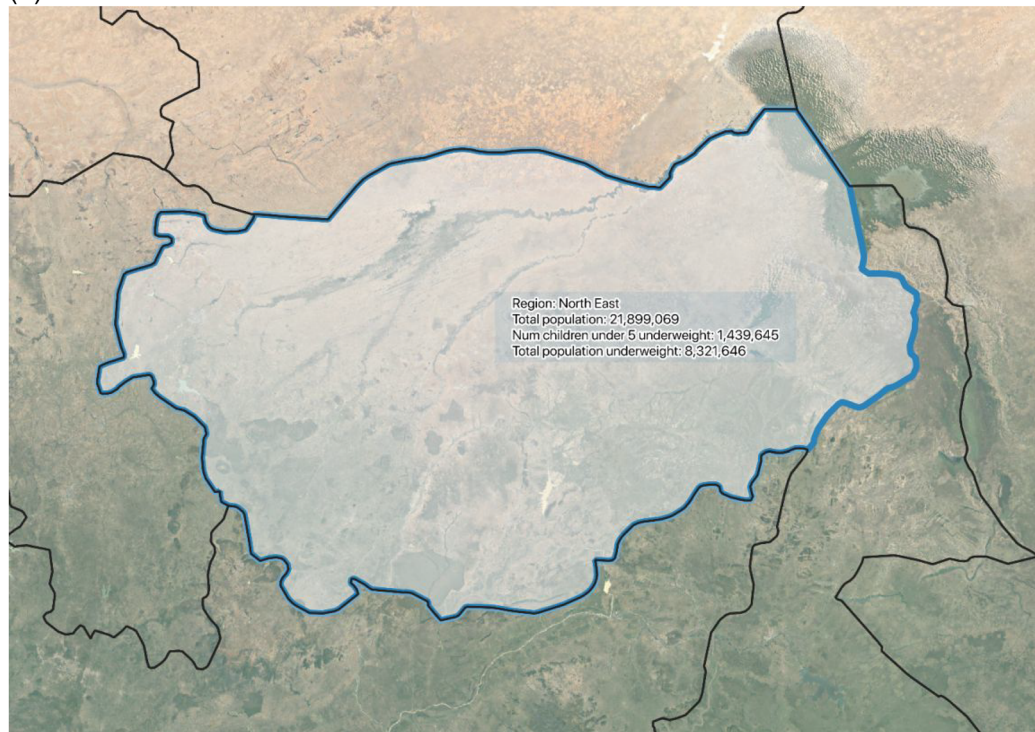 Region: North East
Total population: 21,899,069
Num children under 5 underweight: 1,439,645
Total population underweight: 8,321,646